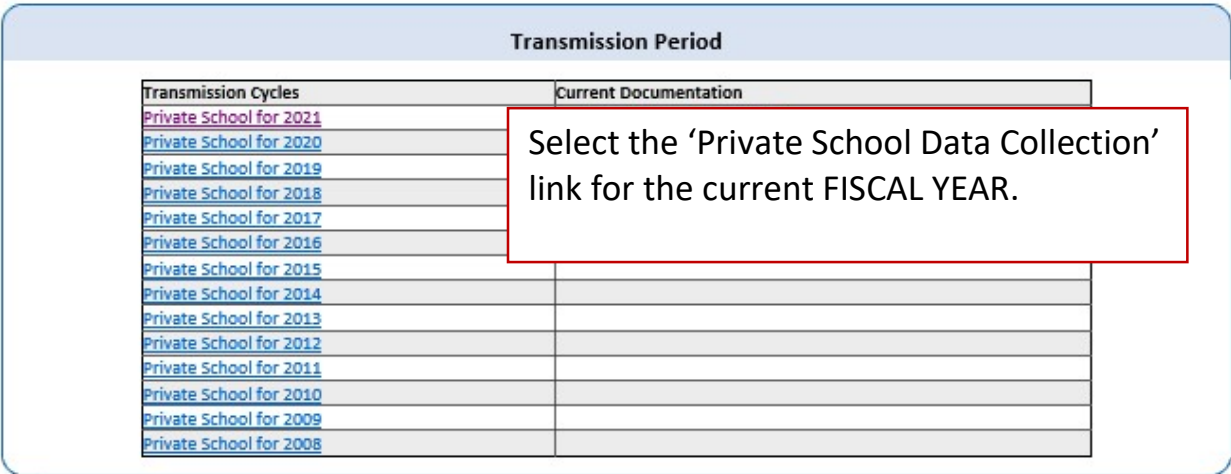 Transmission Period
Transmission Cycles Current Documentation
Private School for 2021
Private School for 2020
Private School for 2019
Private School for 2018
Private School for 2017
Private School for 2016
Private School for 2015
Private School for 2014
Private School for 2013
Private School for 2012
Private School for 2011
Private School for 2010
Private School for 2009
Private School for 2008
Select the ‘Private School Data Collection’
link for the current FISCAL YEAR.